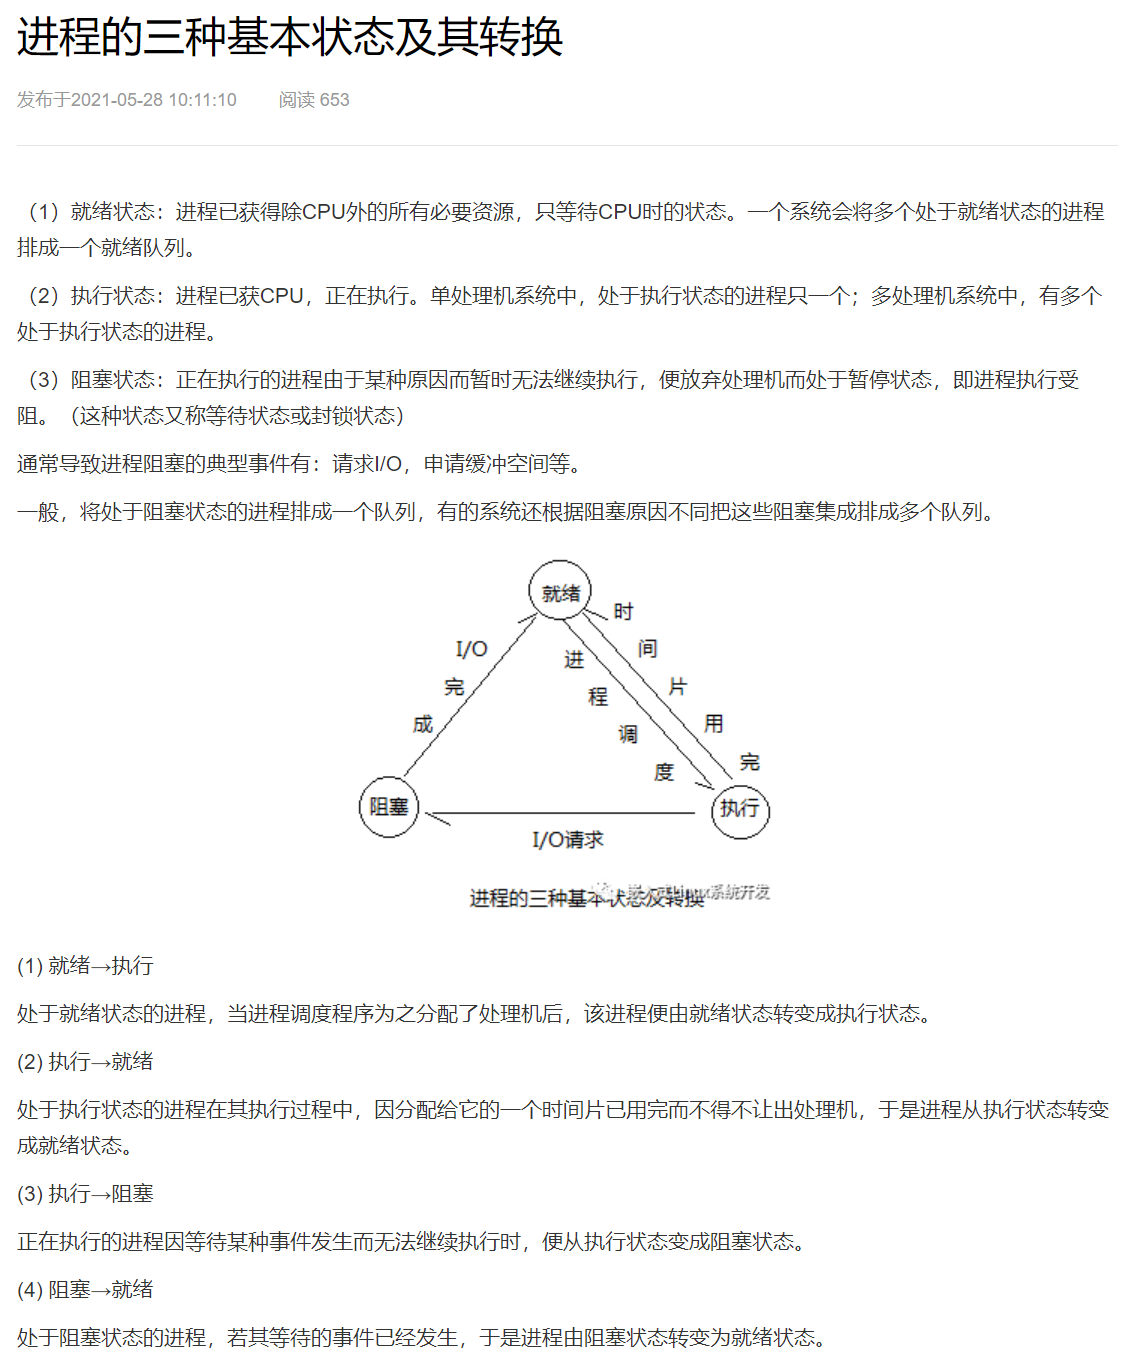 进程的三种基本状态及其转换
发布于2021-05-28 10:11:10 阅读 653
（1）就绪状态：进程已获得除CPU外的所有必要资源，只等待CPU时的状态。一个系统会将多个处于就绪状态的进程
排成一个就绪队列。
（2）执行状态：进程已获CPU，正在执行。单处理机系统中，处于执行状态的进程只一个；多处理机系统中，有多个
处于执行状态的进程。
（3）阻塞状态：正在执行的进程由于某种原因而暂时无法继续执行，便放弃处理机而处于暂停状态，即进程执行受
阻。（这种状态又称等待状态或封锁状态）
通常导致进程阻塞的典型事件有：请求I/O，申请缓冲空间等。
一般，将处于阻塞状态的进程排成一个队列，有的系统还根据阻塞原因不同把这些阻塞集成排成多个队列。
就绪
I/O完成
进程调度
时间片用完
阻塞
执行
I/O请求
进程的三种基本状态及转换
嵌入式Linux系统开发
(1) 就绪→执行
处于就绪状态的进程，当进程调度程序为之分配了处理机后，该进程便由就绪状态转变成执行状态。
(2) 执行→就绪
处于执行状态的进程在其执行过程中，因分配给它的一个时间片已用完而不得不让出处理机，于是进程从执行状态转变
成就绪状态。
(3) 执行→阻塞
正在执行的进程因等待某种事件发生而无法继续执行时，便从执行状态变成阻塞状态。
(4) 阻塞→就绪
处于阻塞状态的进程，若其等待的事件已经发生，于是进程由阻塞状态转变为就绪状态。